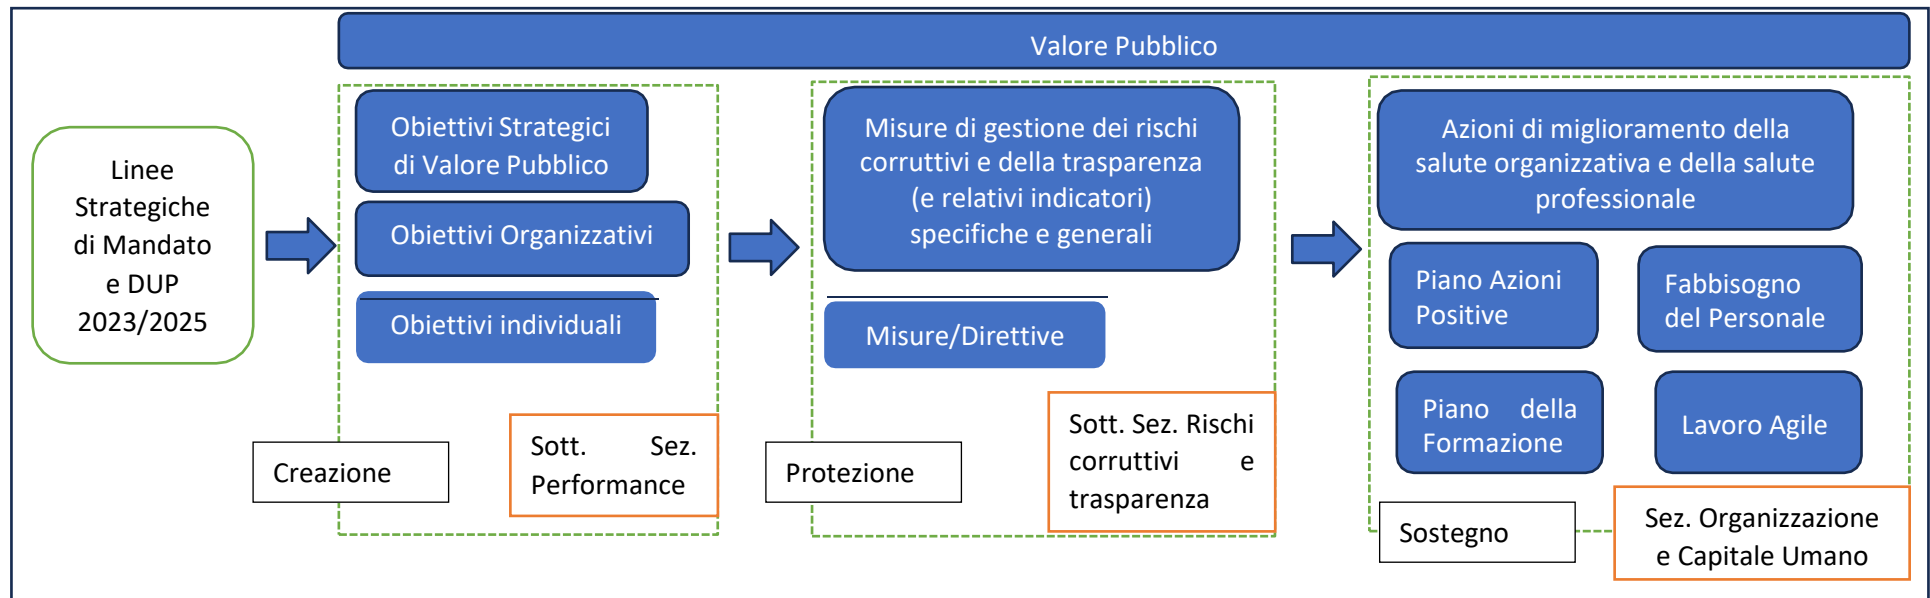 Valore Pubblico
Linee
Strategiche
di Mandato
e DUP
2023/2025
Obiettivi Strategici
di Valore Pubblico
Obiettivi Organizzativi
Obiettivi individuali
Creazione
Sott. Sez.
Performance
Misure di gestione dei rischi
corruttivi e della trasparenza
(e relativi indicatori)
specifiche e generali
Misure/Direttive
Protezione
Sott. Sez. Rischi
corruttivi e
trasparenza
Azioni di miglioramento della
salute organizzativa e della salute
professionale
Piano Azioni
Positive
Fabbisogno
del Personale
Piano della
Formazione
Lavoro Agile
Sostegno
Sez. Organizzazione
e Capitale Umano